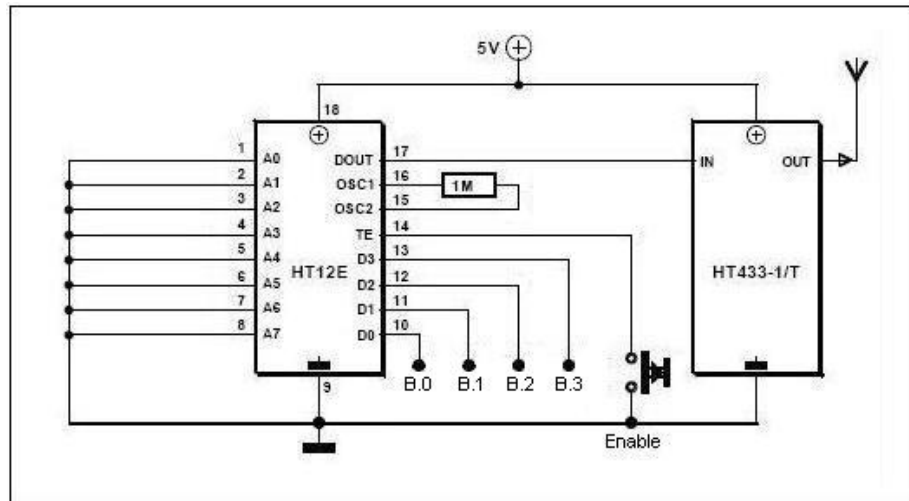 5V
18
1 A0 DOUT 17 IN OUT
2 A1 OSC1 16 1M
3 A2 OSC2 15
4 A3 TE 14
5 A4 D3 13
HT12E HT433-1/T
6 A5 D2 12
7 A6 D1 11
8 A7 D0 10
B.0 B.1 B.2 B.3
9
Enable